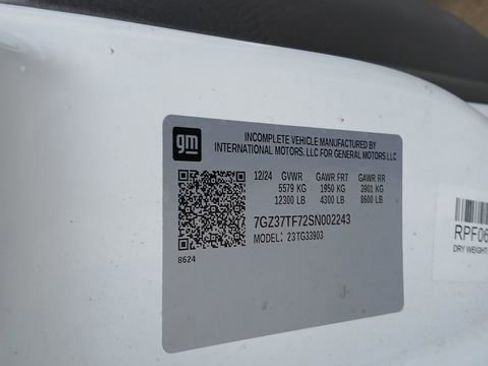 gm
INCOMPLETE VEHICLE MANUFACTURED BY
INTERNATIONAL MOTORS, LLC FOR GENERAL MOTORS LLC
12/24 GVWR GAWR FRT GAWR RR
5579 KG 1950 KG 3901 KG
12300 LB 4300 LB 8600 LB
7GZ37TF72SN002243
MODEL: 23TG33903
8624
RPF06
DRY WEIGHT: